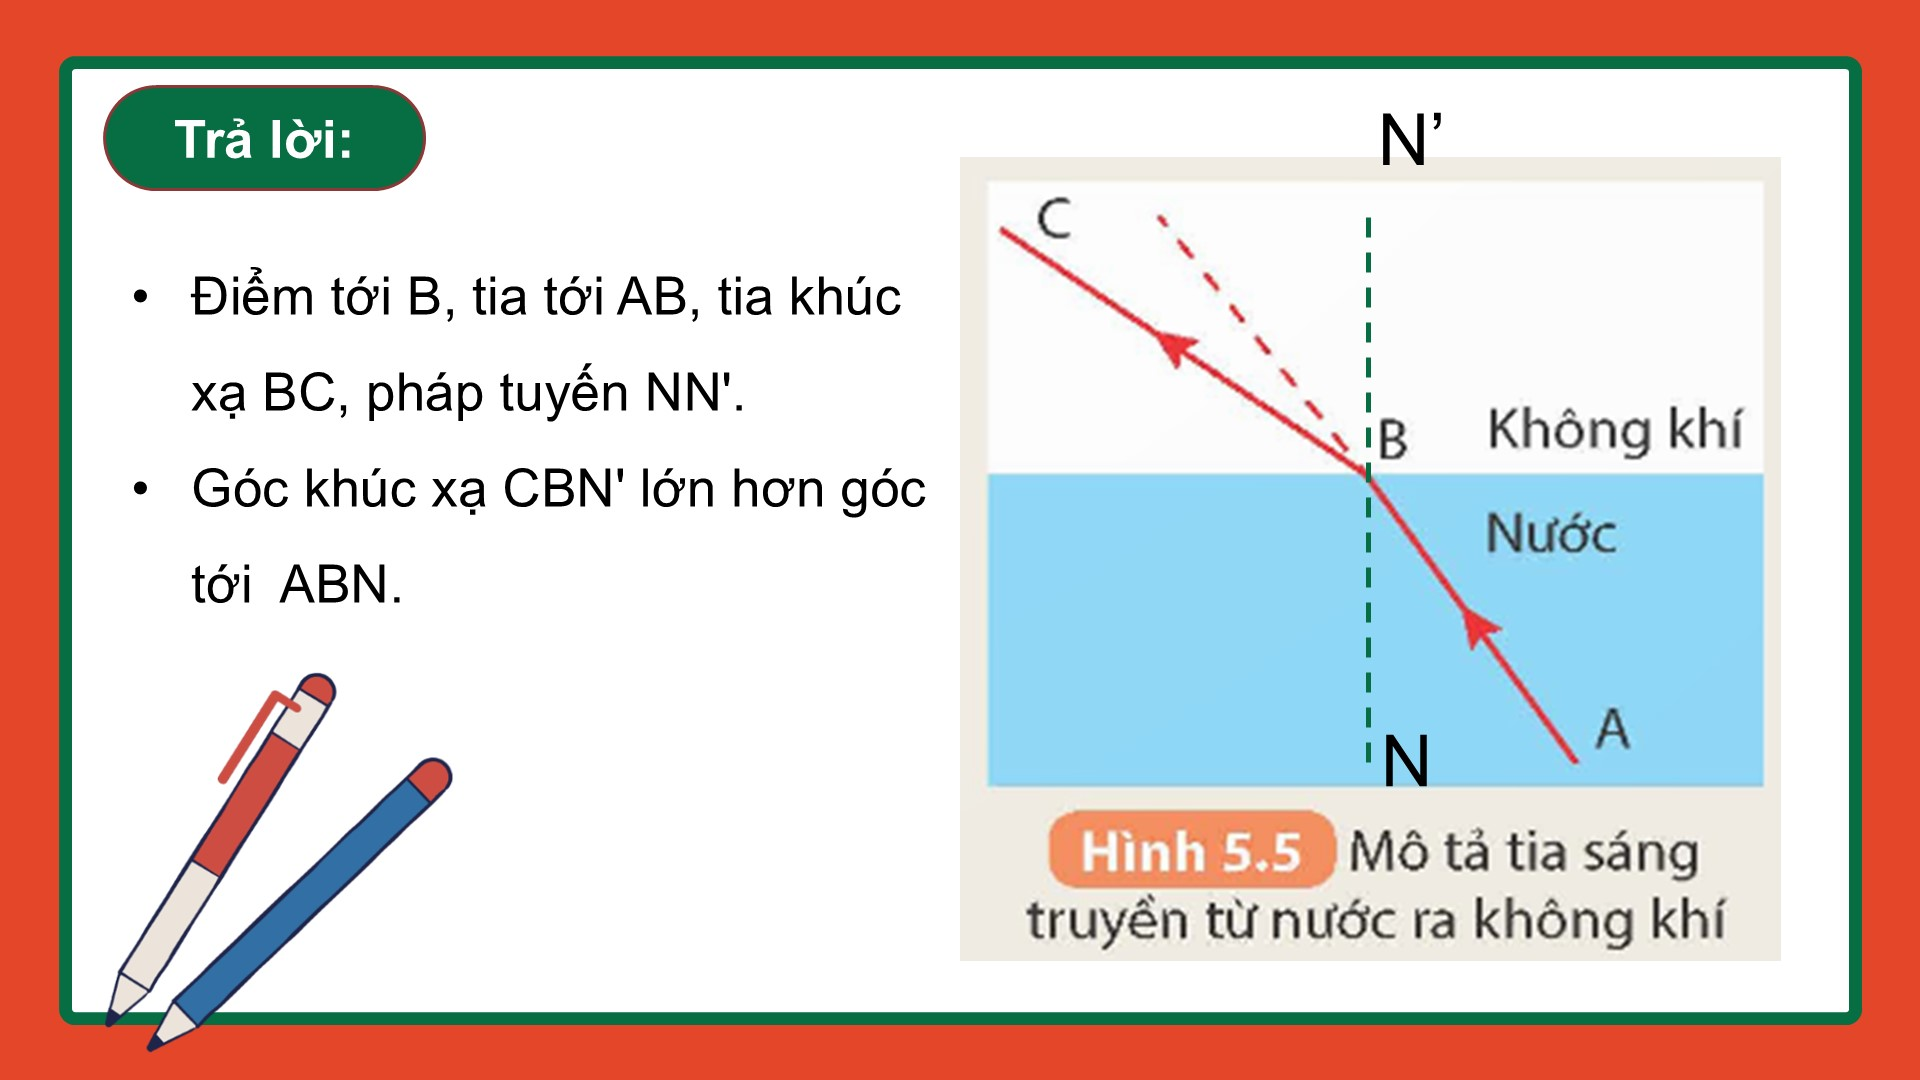 Trả lời:
• Điểm tới B, tia tới AB, tia khúc
xạ BC, pháp tuyến NN'.
• Góc khúc xạ CBN' lớn hơn góc
tới  ABN.
N’
C
B
Không khí
Nước
A
N
Hình 5.5 Mô tả tia sáng
truyền từ nước ra không khí